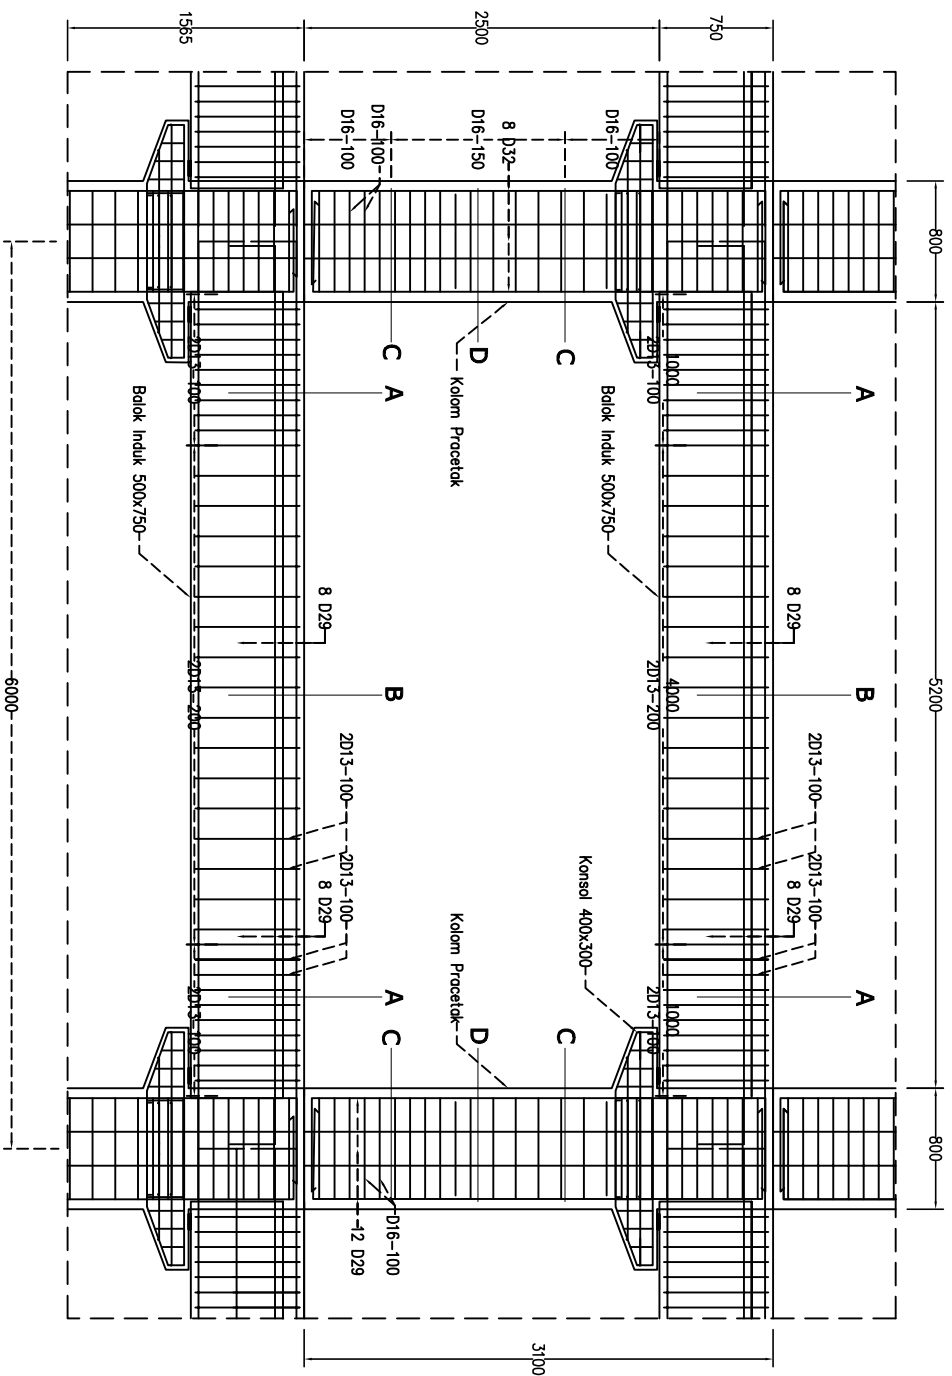 800
5200
800
A
B
A
8 D29
2D13-100
2D13-100
8 D29
750
1000
4000
1000
2D13-100
2D13-200
2D13-100
3100
D16-100
C
C
Balok Induk 500x750
Konsol 400x300
8 D32
2500
D16-150
D
Kolom Pracetak
Kolom Pracetak
D
D16-100
D16-100
C
A
B
A
C
D16-100
12 D29
8 D29
2D13-100
2D13-100
8 D29
1565
2D13-100
2D13-200
2D13-100
Balok Induk 500x750
6000